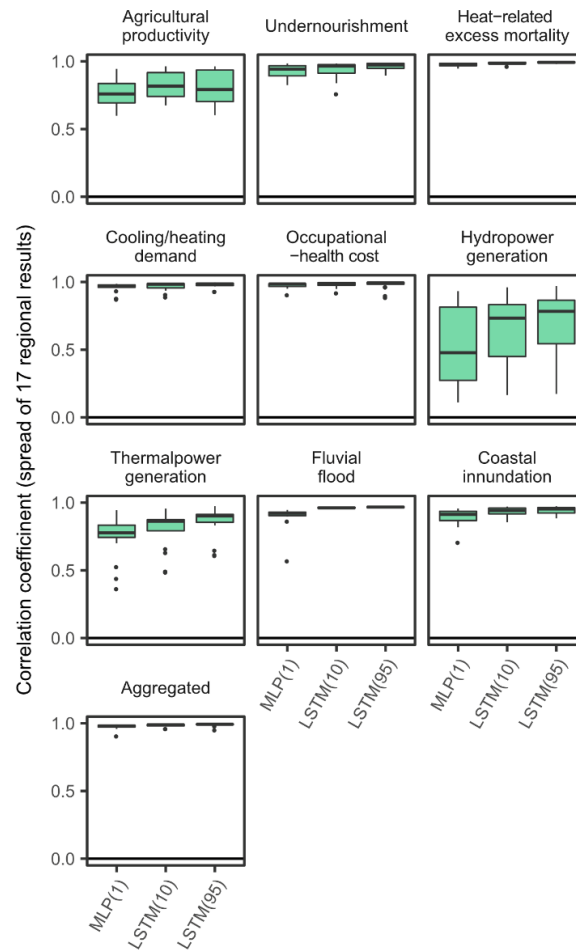 Agricultural
productivity
Undernourishment
Heat-related
excess mortality
1.0
0.5
0.0
Cooling/heating
demand
Occupational
-health cost
Hydropower
generation
1.0
0.5
0.0
Thermalpower
generation
Fluvial
flood
Coastal
innundation
1.0
0.5
0.0
MLP(1)
LSTM(10)
LSTM(95)
MLP(1)
LSTM(10)
LSTM(95)
Aggregated
1.0
0.5
0.0
MLP(1)
LSTM(10)
LSTM(95)
Correlation coefficinent (spread of 17 regional results)